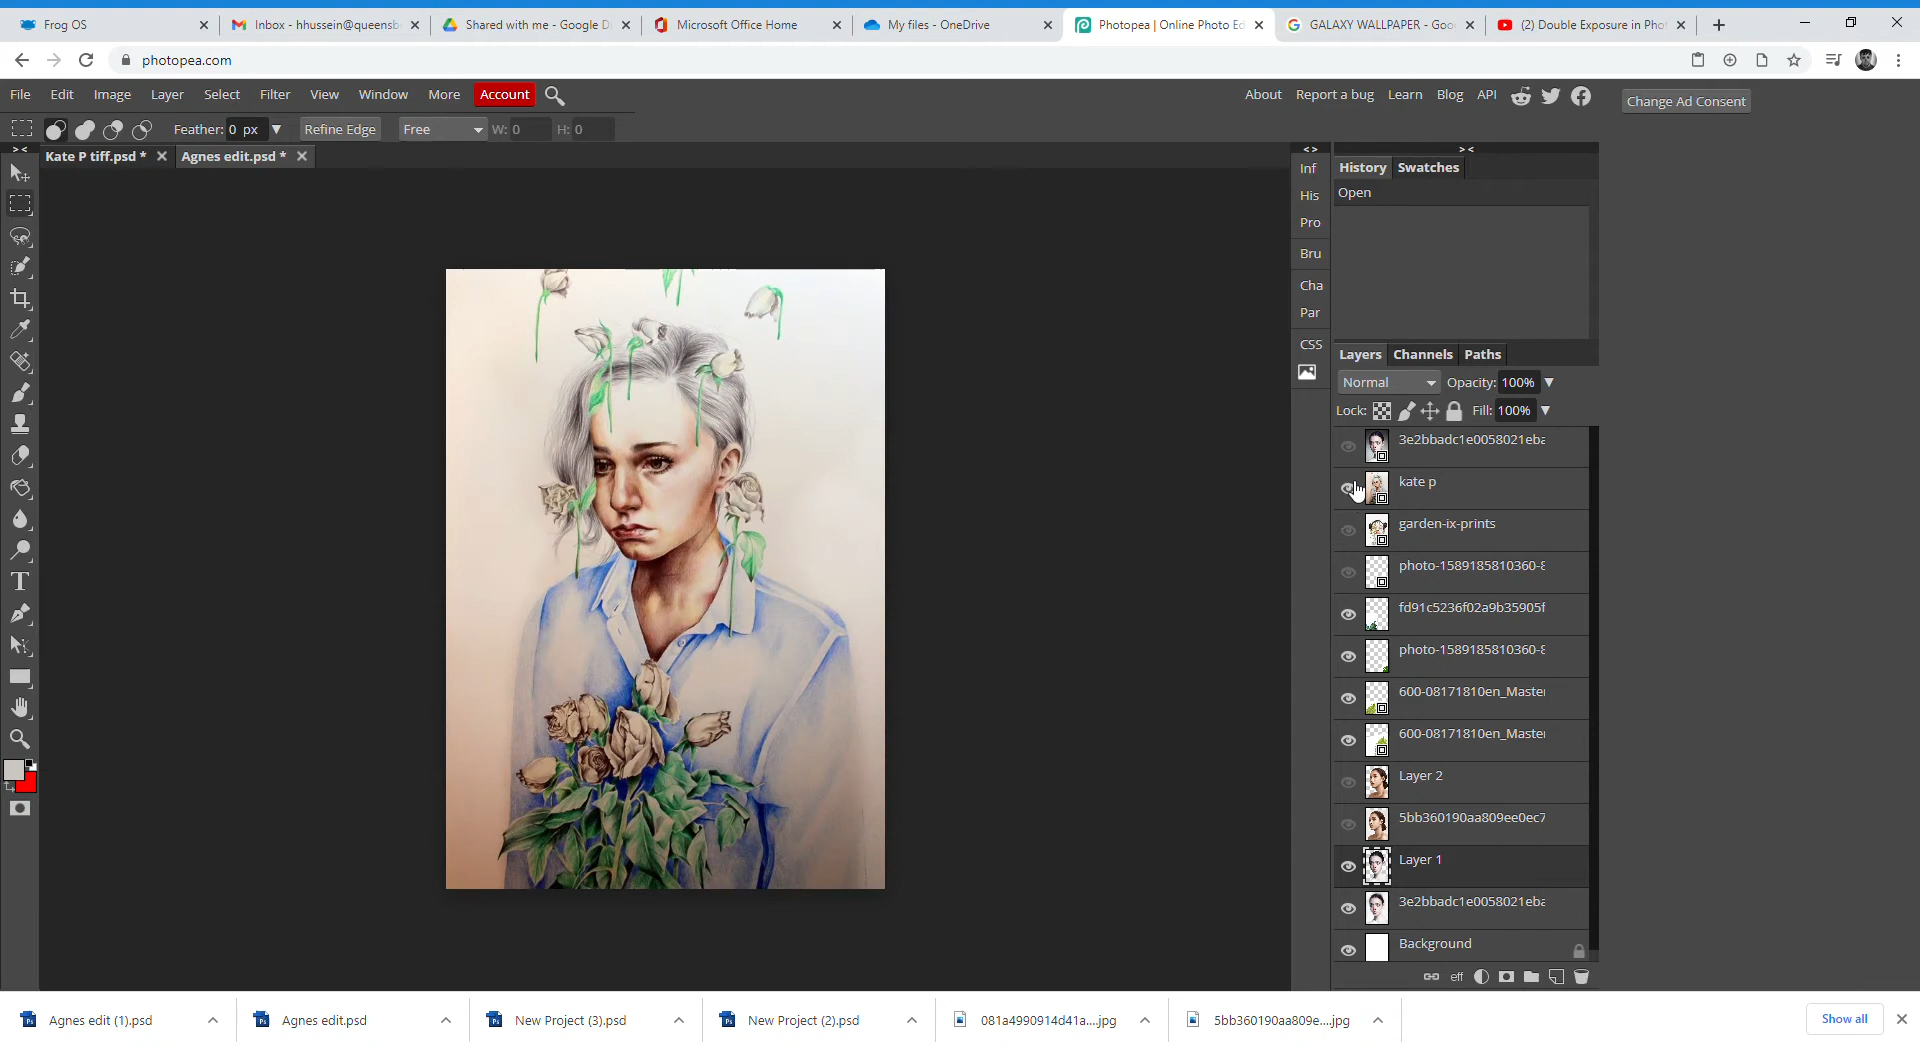 Frog OS
Inbox - hhussein@queensb
Shared with me - Google D
Microsoft Office Home
My files - OneDrive
Photopea | Online Photo Ed
GALAXY WALLPAPER - Goo
(2) Double Exposure in Phot
photopea.com
File Edit Image Layer Select Filter View Window More Account
About Report a bug Learn Blog API
Change Ad Consent
Feather: 0 px Refine Edge Free W: 0 H: 0
Kate P tiff.psd *
Agnes edit.psd *
Inf
His
Pro
Bru
Cha
Par
CSS
History Swatches
Open
Layers Channels Paths
Normal Opacity: 100%
Lock: Fill: 100%
3e2bbadc1e0058021eba
kate p
garden-ix-prints
photo-1589185810360-8
fd91c5236f02a9b35905f
photo-1589185810360-8
600-08171810en_Master
600-08171810en_Master
Layer 2
5bb360190aa809ee0ec7
Layer 1
3e2bbadc1e0058021eba
Background
eff
Agnes edit (1).psd
Agnes edit.psd
New Project (3).psd
New Project (2).psd
081a4990914d41a....jpg
5bb360190aa809e....jpg
Show all